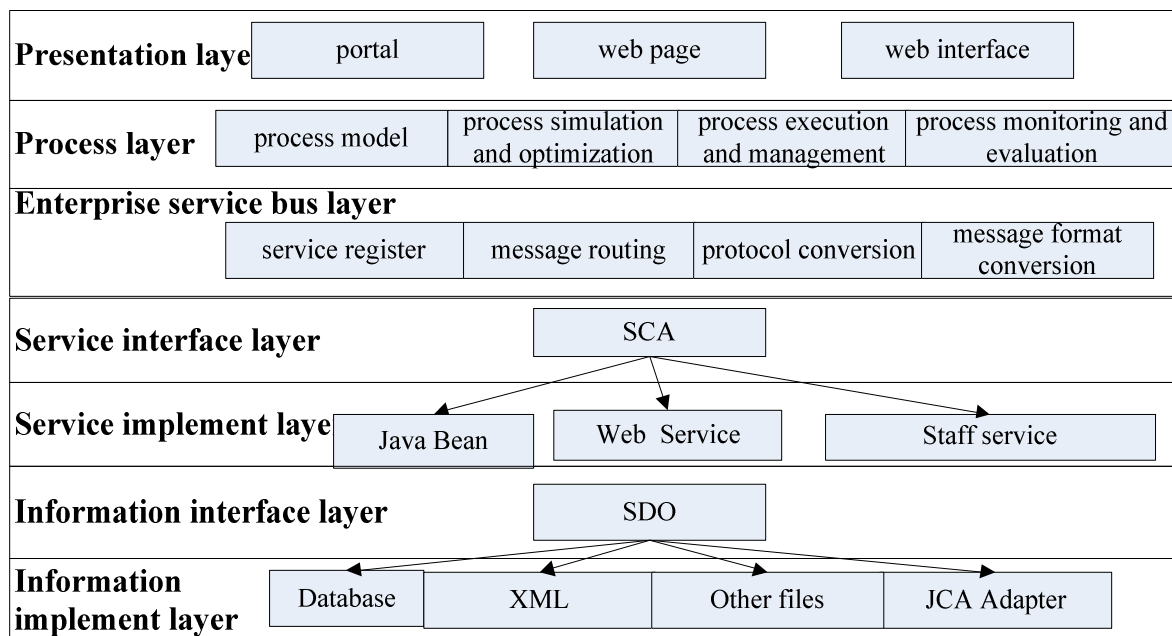 Presentation laye
portal
web page
web interface
Process layer
process model
process simulation
and optimization
process execution
and management
process monitoring and
evaluation
Enterprise service bus layer
service register
message routing
protocol conversion
message format
conversion
Service interface layer
SCA
Service implement laye
Java Bean
Web Service
Staff service
Information interface layer
SDO
Information
implement layer
Database
XML
Other files
JCA Adapter